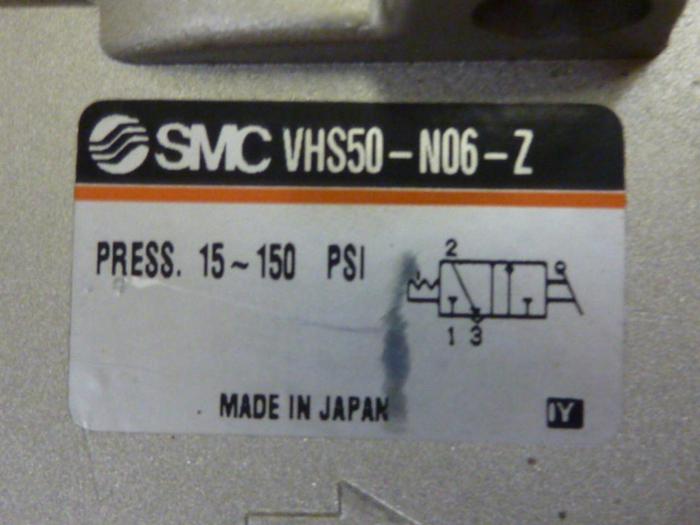 SMC VHS50-N06-Z
PRESS. 15~150 PSI
2
1 3
MADE IN JAPAN
IY